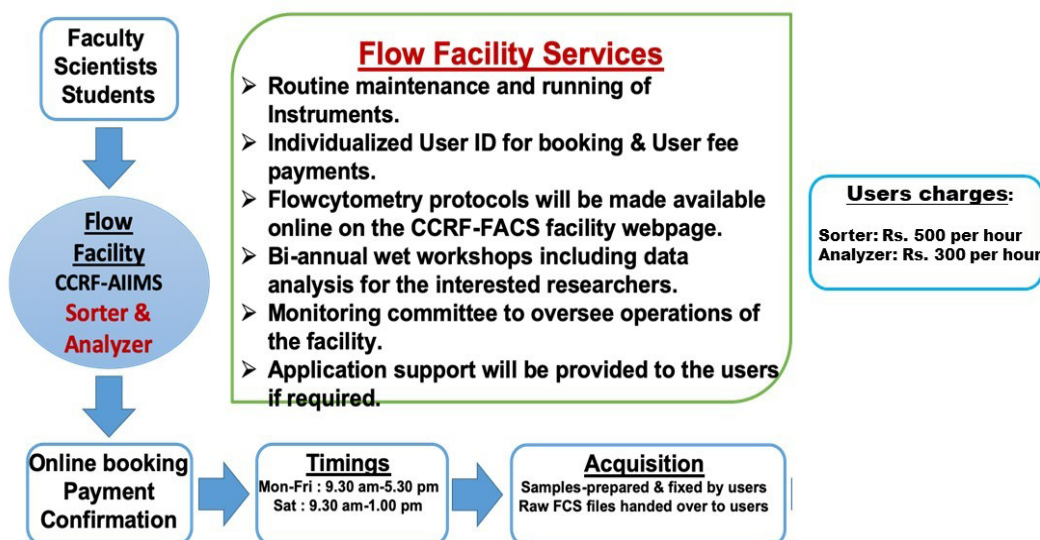 Faculty
Scientists
Students
Flow
Facility
CCRF-AIIMS
Sorter &
Analyzer
Flow Facility Services
➢ Routine maintenance and running of
Instruments.
➢ Individualized User ID for booking & User fee
payments.
➢ Flowcytometry protocols will be made available
online on the CCRF-FACS facility webpage.
➢ Bi-annual wet workshops including data
analysis for the interested researchers.
➢ Monitoring committee to oversee operations of
the facility.
➢ Application support will be provided to the users
if required.
Users charges:
Sorter: Rs. 500 per hour
Analyzer: Rs. 300 per hour
Online booking
Payment
Confirmation
Timings
Mon-Fri : 9.30 am-5.30 pm
Sat : 9.30 am-1.00 pm
Acquisition
Samples-prepared & fixed by users
Raw FCS files handed over to users